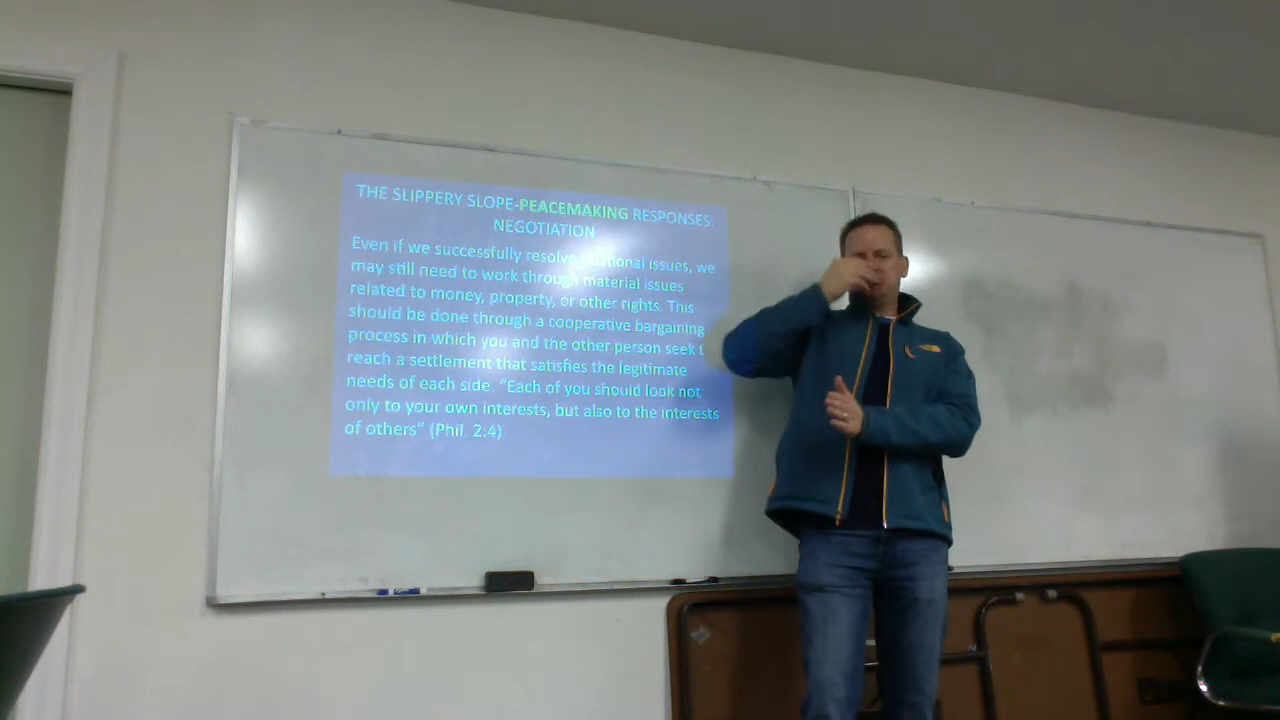 THE SLIPPERY SLOPE-PEACEMAKING RESPONSES:
NEGOTIATION
Even if we successfully resolve issues, we
may still need to work through material issues
related to money, property, or other rights. This
should be done through a cooperative bargaining
process in which you and the other person seek
reach a settlement that satisfies the legitimate
needs of each side. “Each of you should look not
only to your own interests, but also to the interests
of others” (Phil. 2:4)